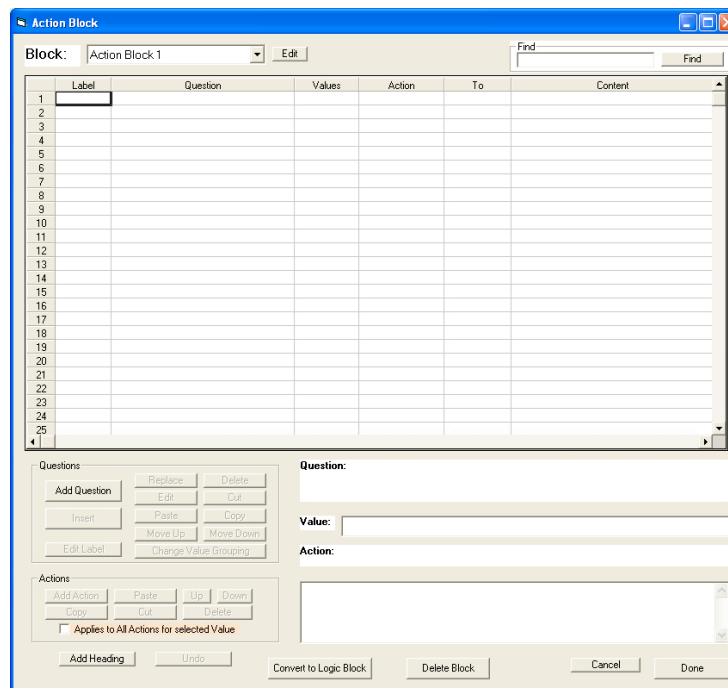 Action Block
Block: Action Block 1 Edit
Find
Find
Label Question Values Action To Content
1
2
3
4
5
6
7
8
9
10
11
12
13
14
15
16
17
18
19
20
21
22
23
24
25
Questions
Add Question
Replace Delete
Edit Cut
Insert
Paste Copy
Move Up Move Down
Edit Label
Change Value Grouping
Question:
Value:
Action:
Actions
Add Action Paste Up Down
Copy Cut Delete
Applies to All Actions for selected Value
Add Heading Undo
Convert to Logic Block Delete Block Cancel Done